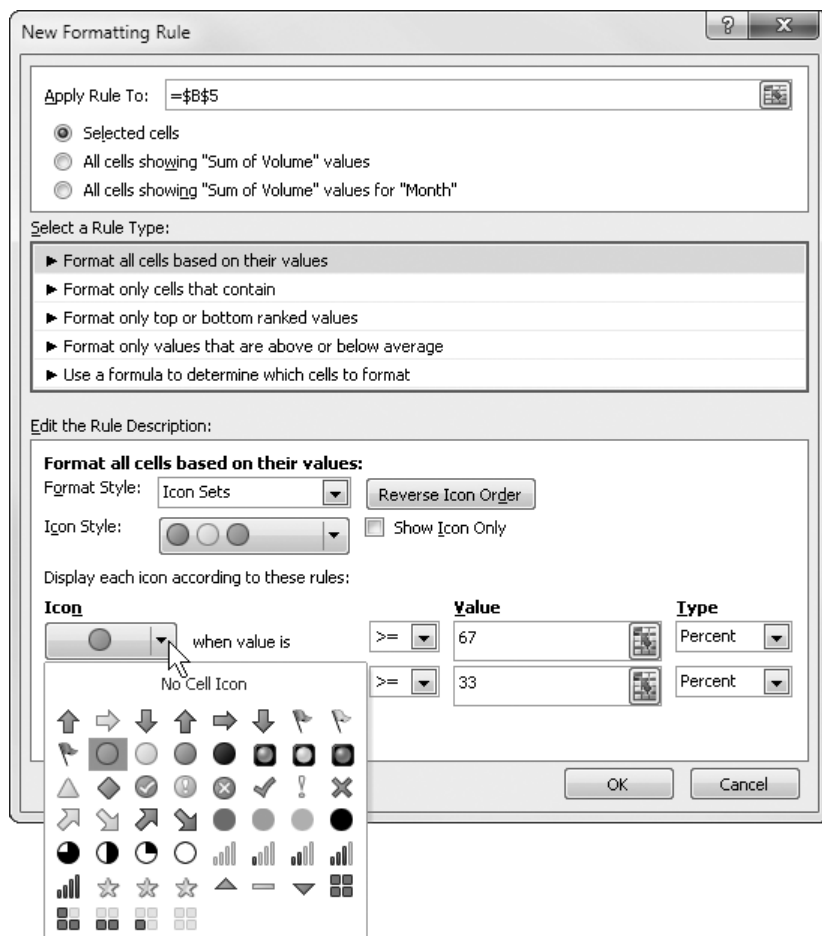 New Formatting Rule
Apply Rule To: =$B$5
Selected cells
All cells showing "Sum of Volume" values
All cells showing "Sum of Volume" values for "Month"
Select a Rule Type:
► Format all cells based on their values
► Format only cells that contain
► Format only top or bottom ranked values
► Format only values that are above or below average
► Use a formula to determine which cells to format
Edit the Rule Description:
Format all cells based on their values:
Format Style: Icon Sets Reverse Icon Order
Icon Style: Show Icon Only
Display each icon according to these rules:
Icon Value Type
when value is >= 67 Percent
No Cell Icon >= 33 Percent
OK Cancel